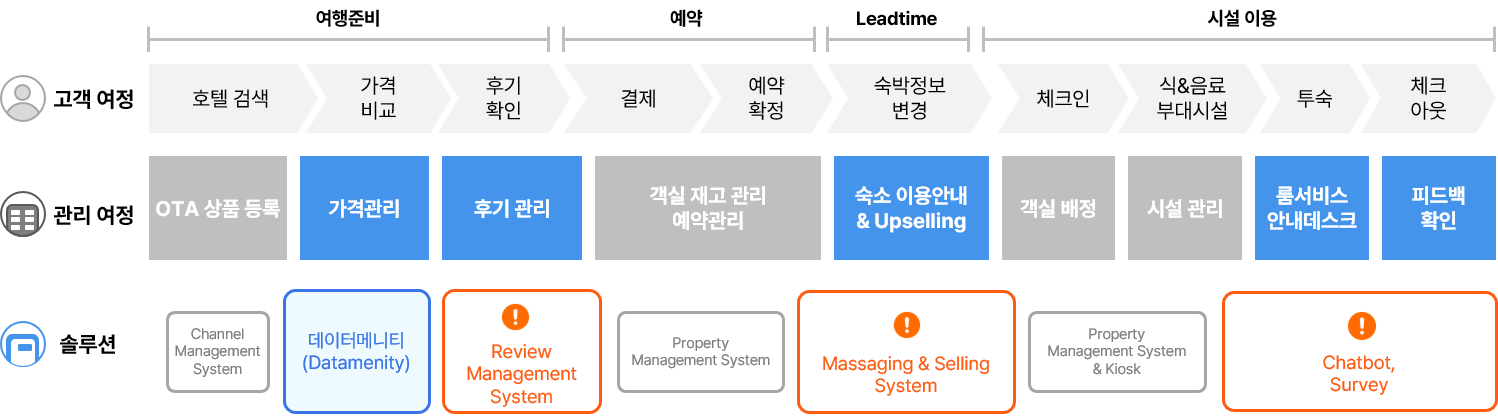 여행준비
예약
Leadtime
시설 이용
고객 여정
호텔 검색
가격
비교
후기
확인
결제
예약
확정
숙박정보
변경
체크인
식&음료
부대시설
투숙
체크
아웃
관리 여정
OTA 상품 등록
가격관리
후기 관리
객실 재고 관리
예약관리
숙소 이용안내
& Upselling
객실 배정
시설 관리
룸서비스
안내데스크
피드백
확인
솔루션
Channel
Management
System
데이터메니티
(Datamenity)
Review
Management
System
Property
Management System
Massaging & Selling
System
Property
Management System
& Kiosk
Chatbot,
Survey